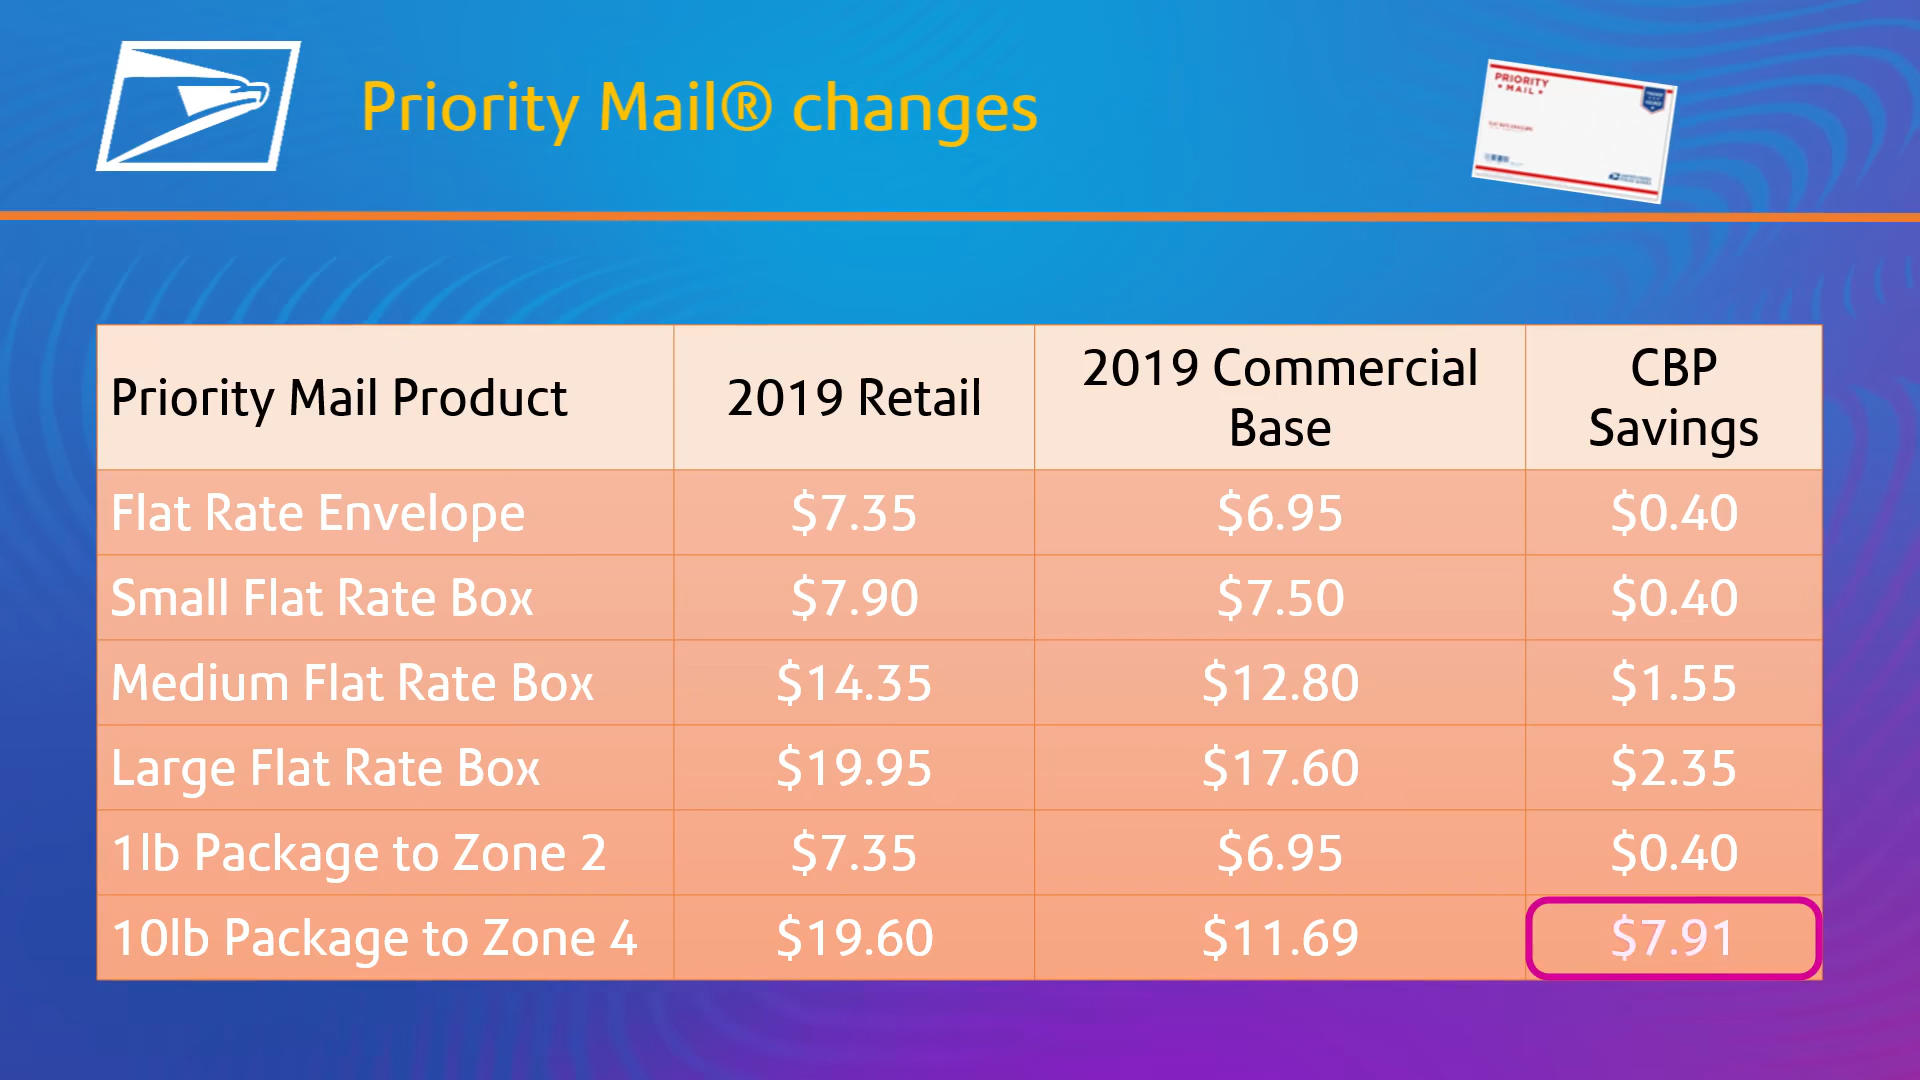 Priority Mail® changes
PRIORITY
MAIL
Priority Mail Product
2019 Retail
2019 Commercial
Base
CBP
Savings
Flat Rate Envelope $7.35 $6.95 $0.40
Small Flat Rate Box $7.90 $7.50 $0.40
Medium Flat Rate Box $14.35 $12.80 $1.55
Large Flat Rate Box $19.95 $17.60 $2.35
1lb Package to Zone 2 $7.35 $6.95 $0.40
10lb Package to Zone 4 $19.60 $11.69 $7.91